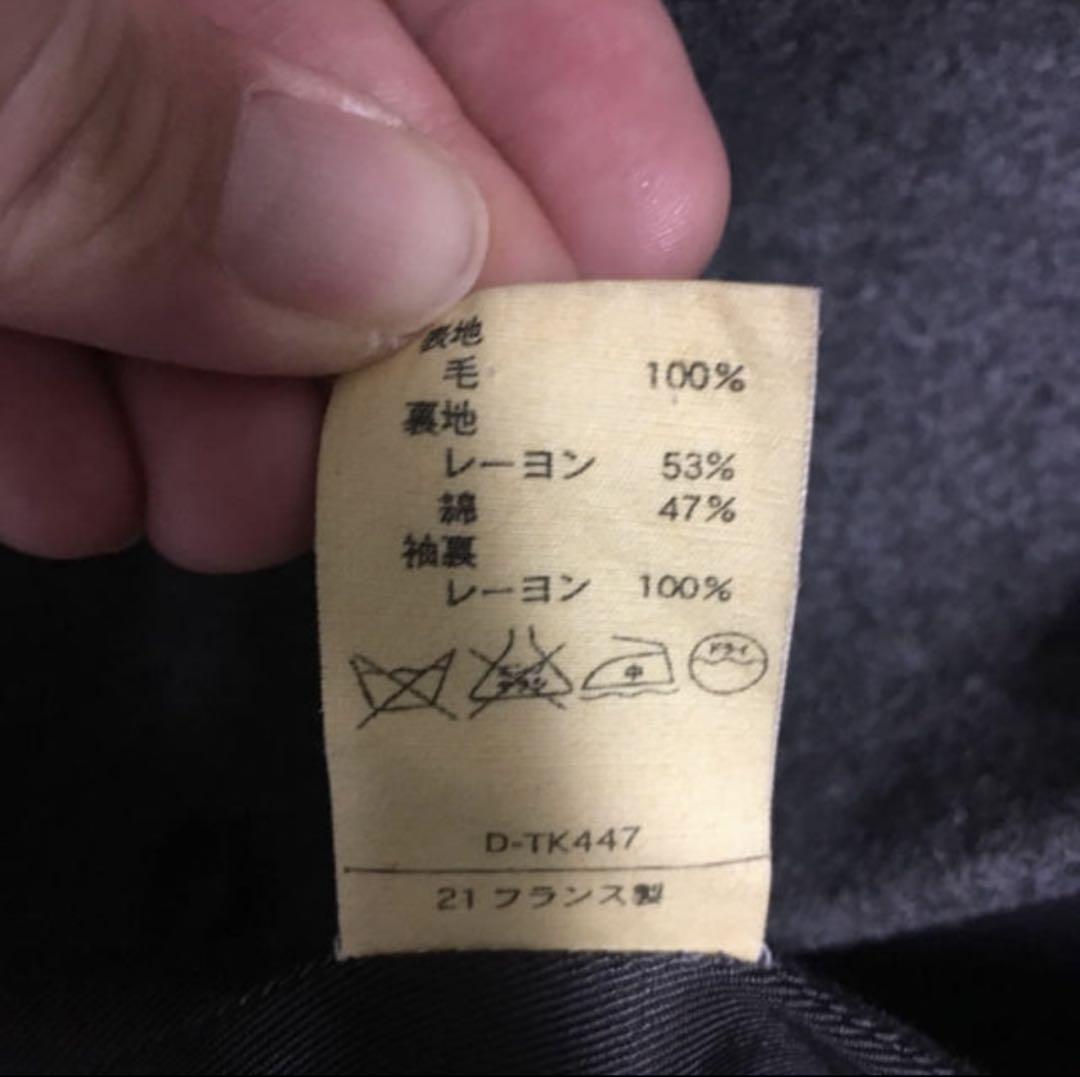 表地
毛 100%
裏地
レーヨン 53%
綿 47%
袖裏
レーヨン 100%
中 ドライ
D-TK447
21 フランス製